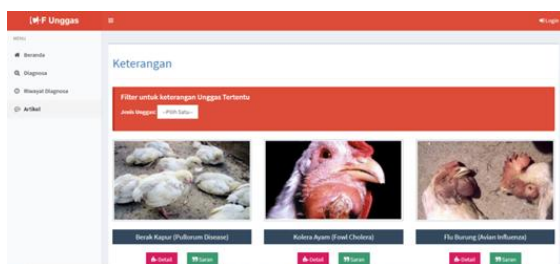 F Unggas
Login
MENU
Beranda
Diagnosa
Riwayat Diagnosa
Artikel
Keterangan
Filter untuk keterangan Unggas Tertentu
Jenis Unggas --Pilih Satu--
Berak Kapur (Pullorum Disease)
Kolera Ayam (Fowl Cholera)
Flu Burung (Avian Influenza)
Detail Saran
Detail Saran
Detail Saran